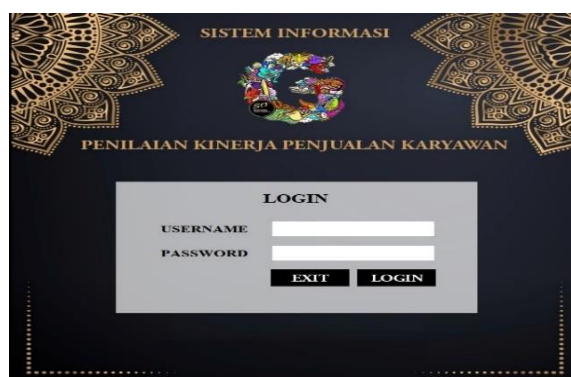 SISTEM INFORMASI
PENILAIAN KINERJA PENJUALAN KARYAWAN
LOGIN
USERNAME
PASSWORD
EXIT LOGIN